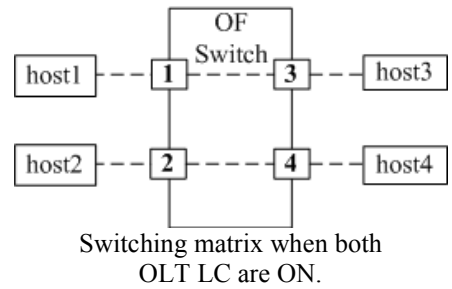 OF
Switch
host1 1 3 host3
host2 2 4 host4
Switching matrix when both
OLT LC are ON.